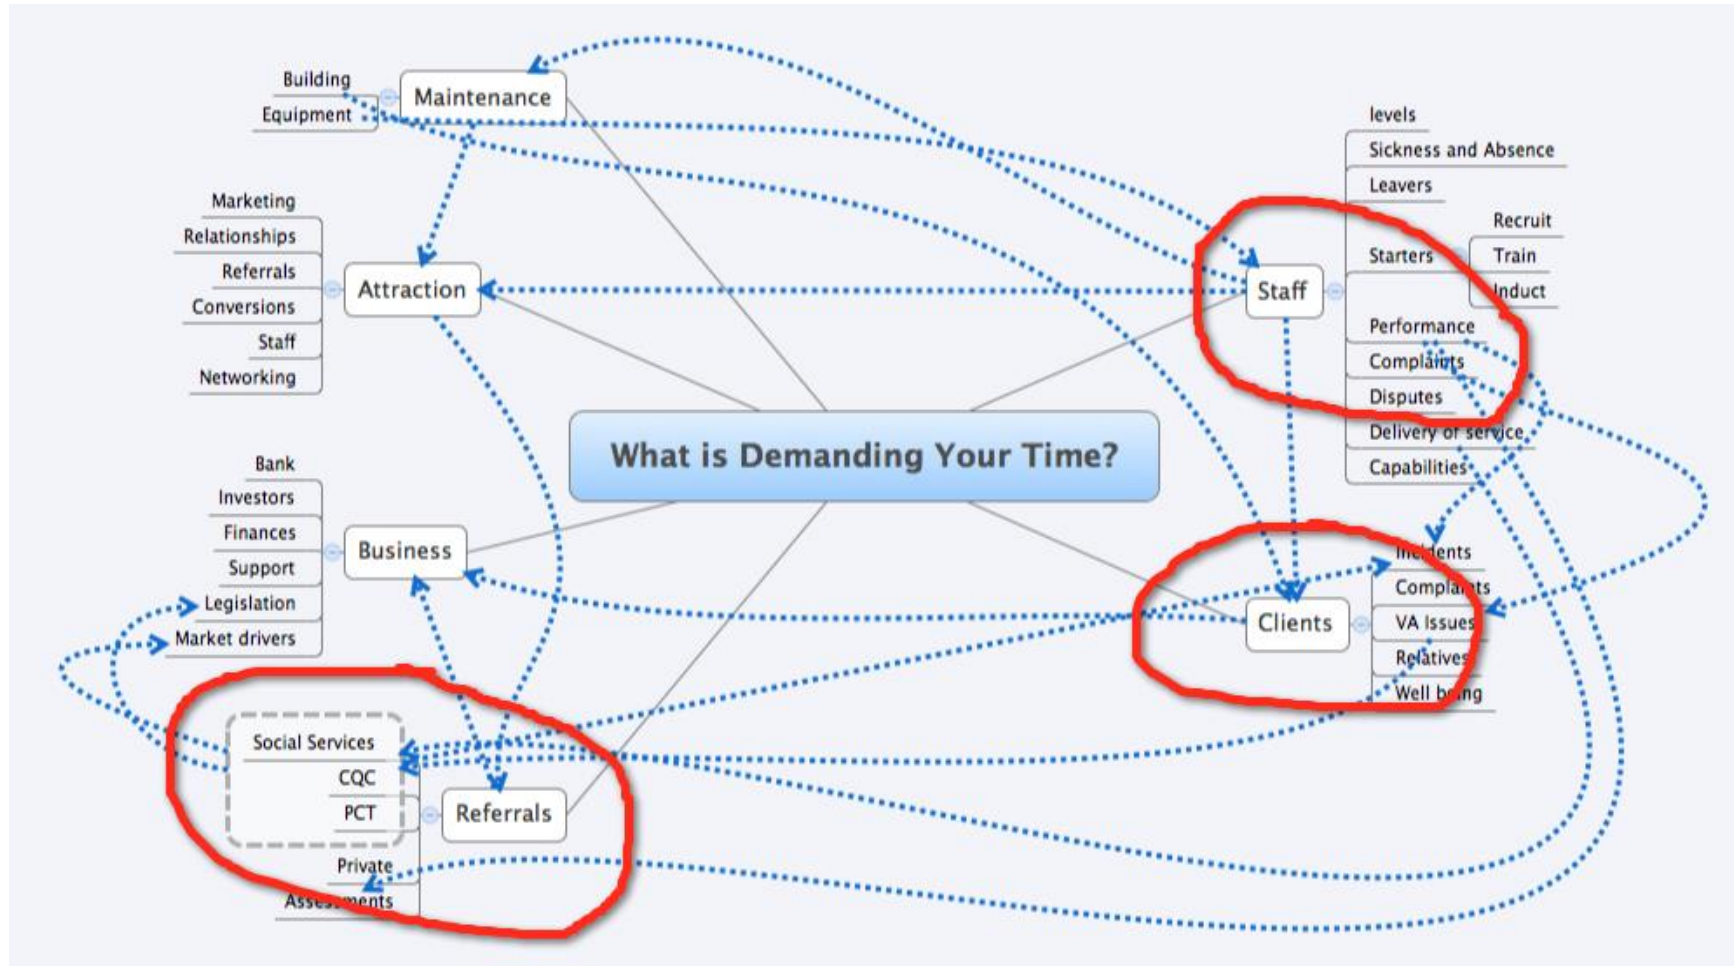 Building
Equipment
Maintenance
Marketing
Relationships
Referrals
Conversions
Staff
Networking
Attraction
Bank
Investors
Finances
Support
Legislation
Market drivers
Business
Social Services
CQC
PCT
Private
Assessments
Referrals
What is Demanding Your Time?
levels
Sickness and Absence
Leavers
Starters
Recruit
Train
Induct
Performance
Complaints
Disputes
Delivery of service
Capabilities
Staff
Incidents
Complaints
VA Issues
Relatives
Well being
Clients